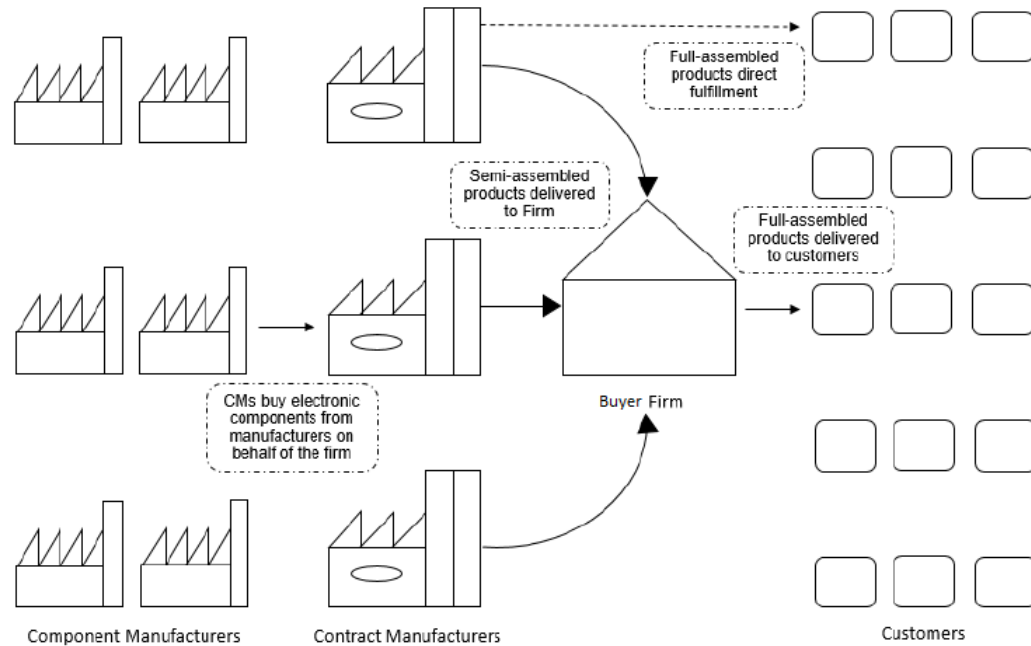 Full-assembled
products direct
fulfillment
Semi-assembled
products delivered
to Firm
Full-assembled
products delivered
to customers
CMs buy electronic
components from
manufacturers on
behalf of the firm
Buyer Firm
Component Manufacturers
Contract Manufacturers
Customers